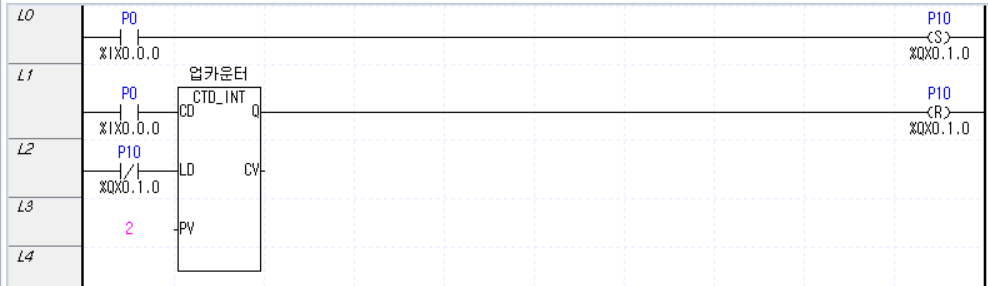 L0
P0
P10
(S)
%IX0.0.0
%QX0.1.0
L1
업카운터
P0
CTD_INT
P10
CD
Q
(R)
%IX0.0.0
%QX0.1.0
L2
P10
LD
CV
%QX0.1.0
L3
2
PV
L4